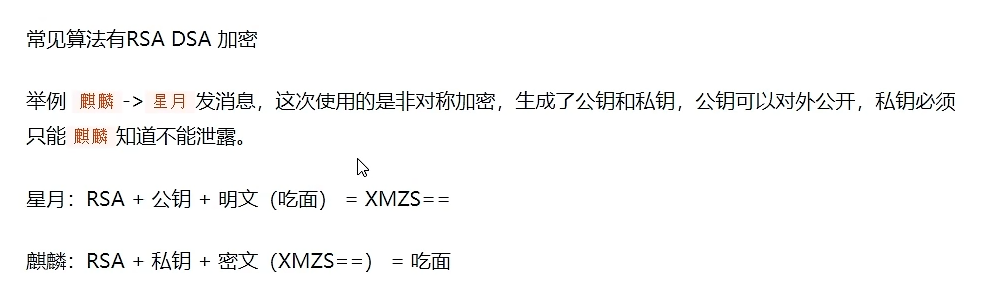 常见算法有RSA DSA 加密
举例 麒麟 -> 星月 发消息，这次使用的是非对称加密，生成了公钥和私钥，公钥可以对外公开，私钥必须
只能 麒麟 知道不能泄露。
星月：RSA + 公钥 + 明文（吃面） = XMZS==
麒麟：RSA + 私钥 + 密文（XMZS==） = 吃面